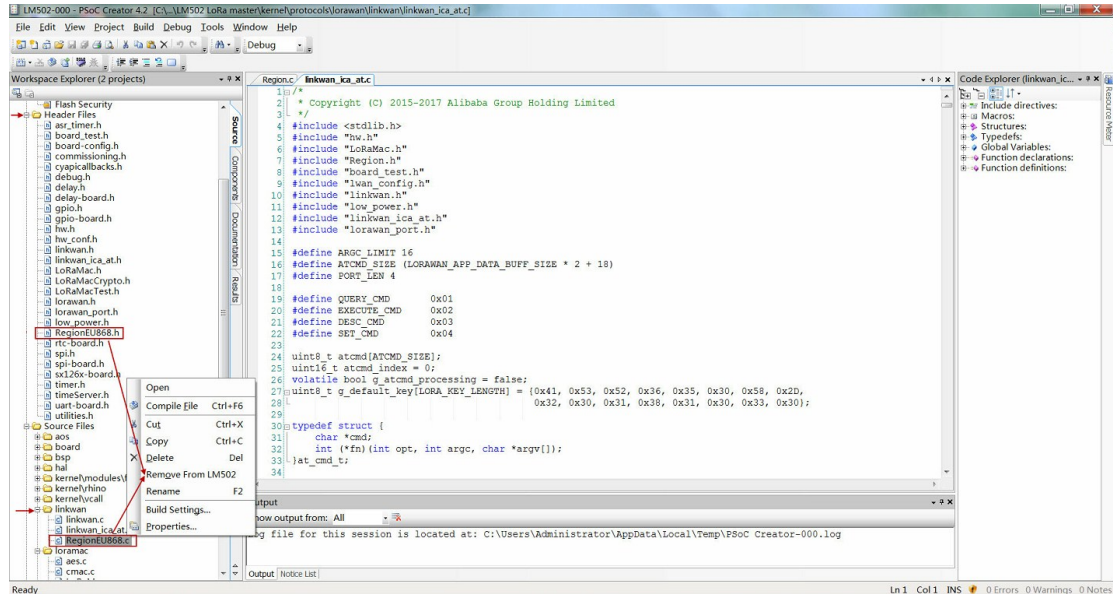 LM502-000 - PSoC Creator 4.2 [C:\...\LM502 LoRa master\kernel\protocols\lorawan\linkwan\linkwan_ica_at.c]
File Edit View Project Build Debug Tools Window Help
Debug
Workspace Explorer (2 projects)
Flash Security
Header Files
asr_timer.h
board_test.h
board-config.h
commissioning.h
cyapicallbacks.h
debug.h
delay.h
delay-board.h
gpio.h
gpio-board.h
hw.h
hw_conf.h
linkwan.h
linkwan_ica_at.h
LoRaMac.h
LoRaMacCrypto.h
LoRaMacTest.h
lorawan.h
lorawan_port.h
low_power.h
RegionEU868.h
rtc-board.h
spi.h
spi-board.h
sx126x-board.h
timer.h
timeServer.h
uart-board.h
utilities.h
Source Files
aos
board
bsp
hal
kernel\modules\f
kernel\rhino
kernel\vcall
linkwan
linkwan.c
linkwan_ica_at.
RegionEU868.c
loramac
aes.c
cmac.c
Source
Components
Documentation
Results
Open
Compile File Ctrl+F6
Cut Ctrl+X
Copy Ctrl+C
Delete Del
Remove From LM502
Rename F2
Build Settings...
Properties...
Region.c linkwan_ica_at.c
1 /*
2 * Copyright (C) 2015-2017 Alibaba Group Holding Limited
3 */
4 #include <stdlib.h>
5 #include "hw.h"
6 #include "LoRaMac.h"
7 #include "Region.h"
8 #include "board_test.h"
9 #include "lwan_config.h"
10 #include "linkwan.h"
11 #include "low_power.h"
12 #include "linkwan_ica_at.h"
13 #include "lorawan_port.h"
14
15 #define ARGC_LIMIT 16
16 #define ATCMD_SIZE (LORAWAN_APP_DATA_BUFF_SIZE * 2 + 18)
17 #define PORT_LEN 4
18
19 #define QUERY_CMD 0x01
20 #define EXECUTE_CMD 0x02
21 #define DESC_CMD 0x03
22 #define SET_CMD 0x04
23
24 uint8_t atcmd[ATCMD_SIZE];
25 uint16_t atcmd_index = 0;
26 volatile bool g_atcmd_processing = false;
27 uint8_t g_default_key[LORA_KEY_LENGTH] = {0x41, 0x53, 0x52, 0x36, 0x35, 0x30, 0x58, 0x2D,
28 0x32, 0x30, 0x31, 0x38, 0x31, 0x30, 0x33, 0x30};
29
30 typedef struct {
31 char *cmd;
32 int (*fn)(int opt, int argc, char *argv[]);
33 }at_cmd_t;
34
Code Explorer (linkwan_ic...
Include directives:
Macros:
Structures:
Typedefs:
Global Variables:
Function declarations:
Function definitions:
Resource Meter
utput
how output from: All
og file for this session is located at: C:\Users\Administrator\AppData\Local\Temp\PSoC Creator-000.log
Output Notice List
Ready
Ln 1 Col 1 INS 0 Errors 0 Warnings 0 Notes